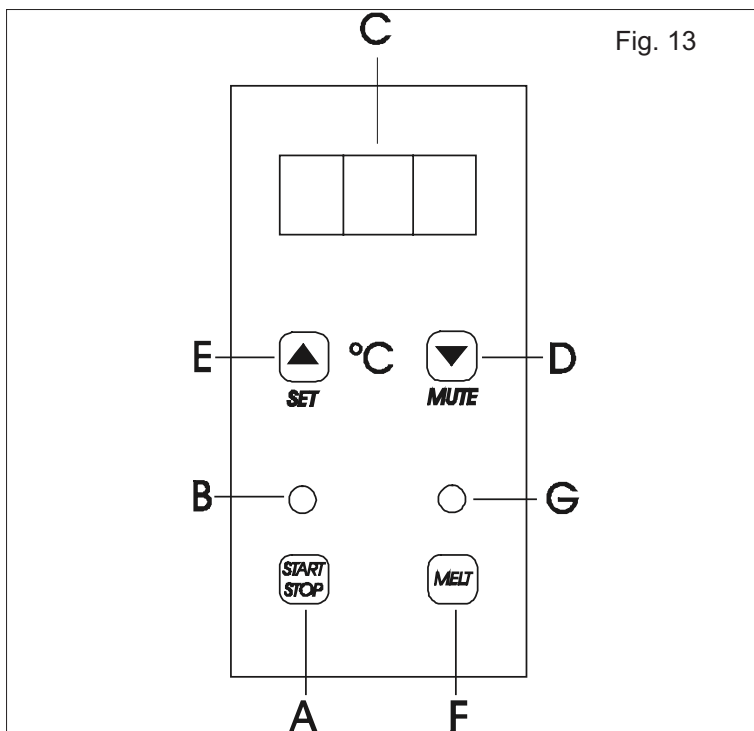 C
Fig. 13
E ▲ °C ▼ D
SET MUTE
B G
START STOP MELT
A F